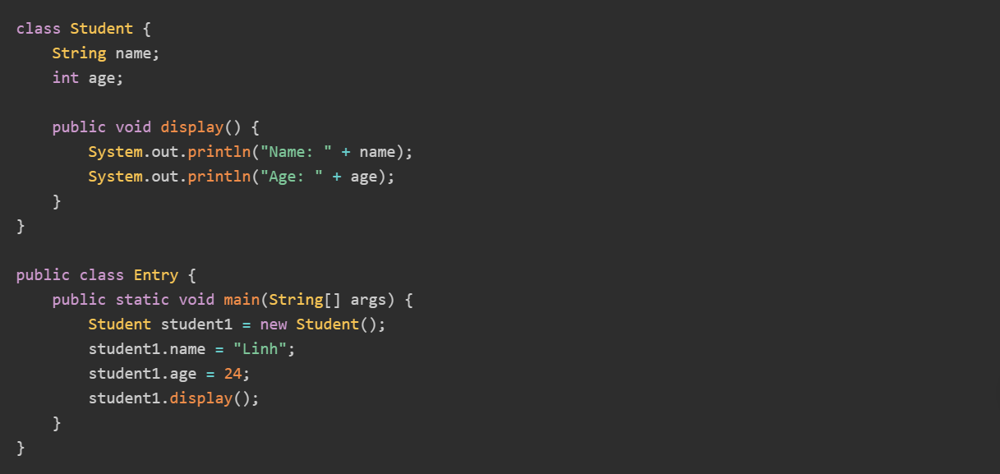 class Student {
    String name;
    int age;

    public void display() {
        System.out.println("Name: " + name);
        System.out.println("Age: " + age);
    }
}

public class Entry {
    public static void main(String[] args) {
        Student student1 = new Student();
        student1.name = "Linh";
        student1.age = 24;
        student1.display();
    }
}